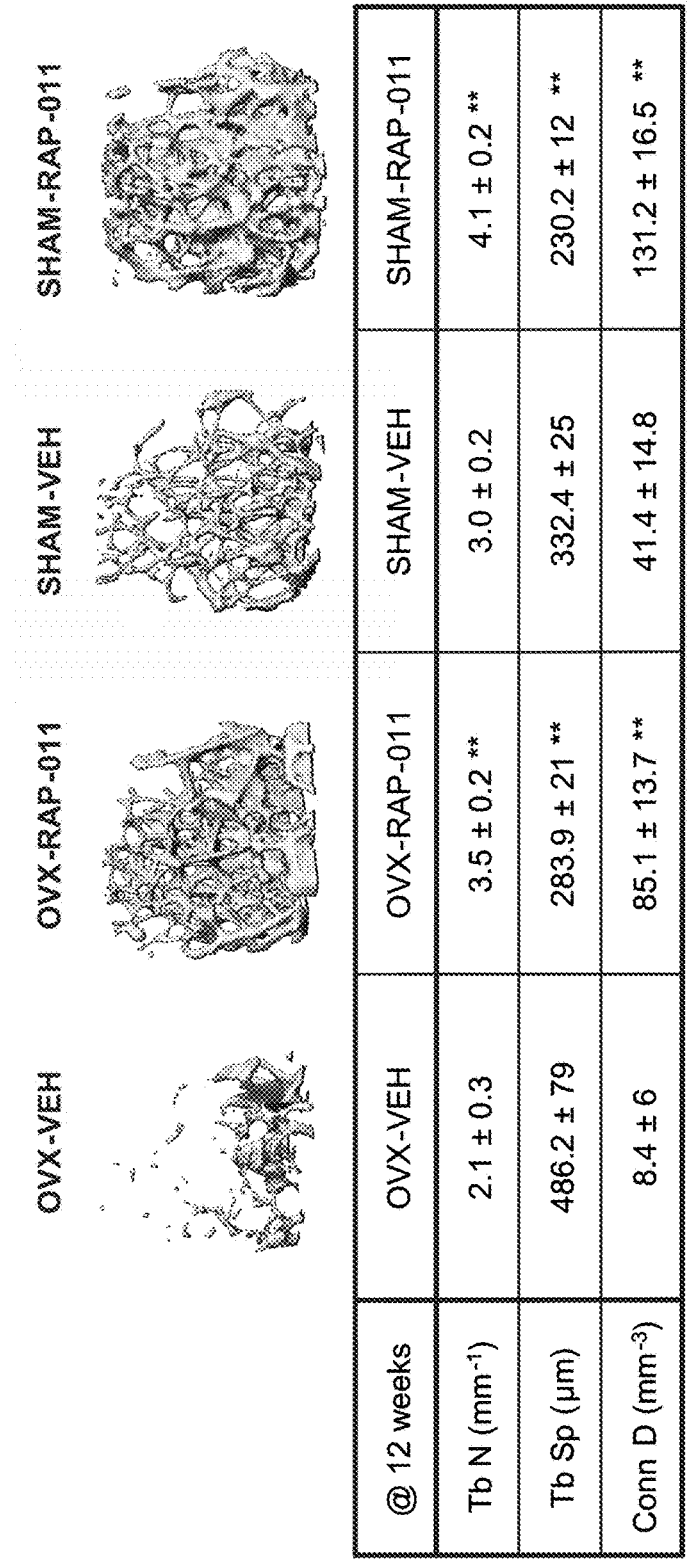 OVX-VEH OVX-RAP-011 SHAM-VEH SHAM-RAP-011
@ 12 weeks OVX-VEH OVX-RAP-011 SHAM-VEH SHAM-RAP-011
Tb N (mm⁻¹) 2.1 ± 0.3 3.5 ± 0.2 ** 3.0 ± 0.2 4.1 ± 0.2 **
Tb Sp (µm) 486.2 ± 79 283.9 ± 21 ** 332.4 ± 25 230.2 ± 12 **
Conn D (mm⁻³) 8.4 ± 6 85.1 ± 13.7 ** 41.4 ± 14.8 131.2 ± 16.5 **